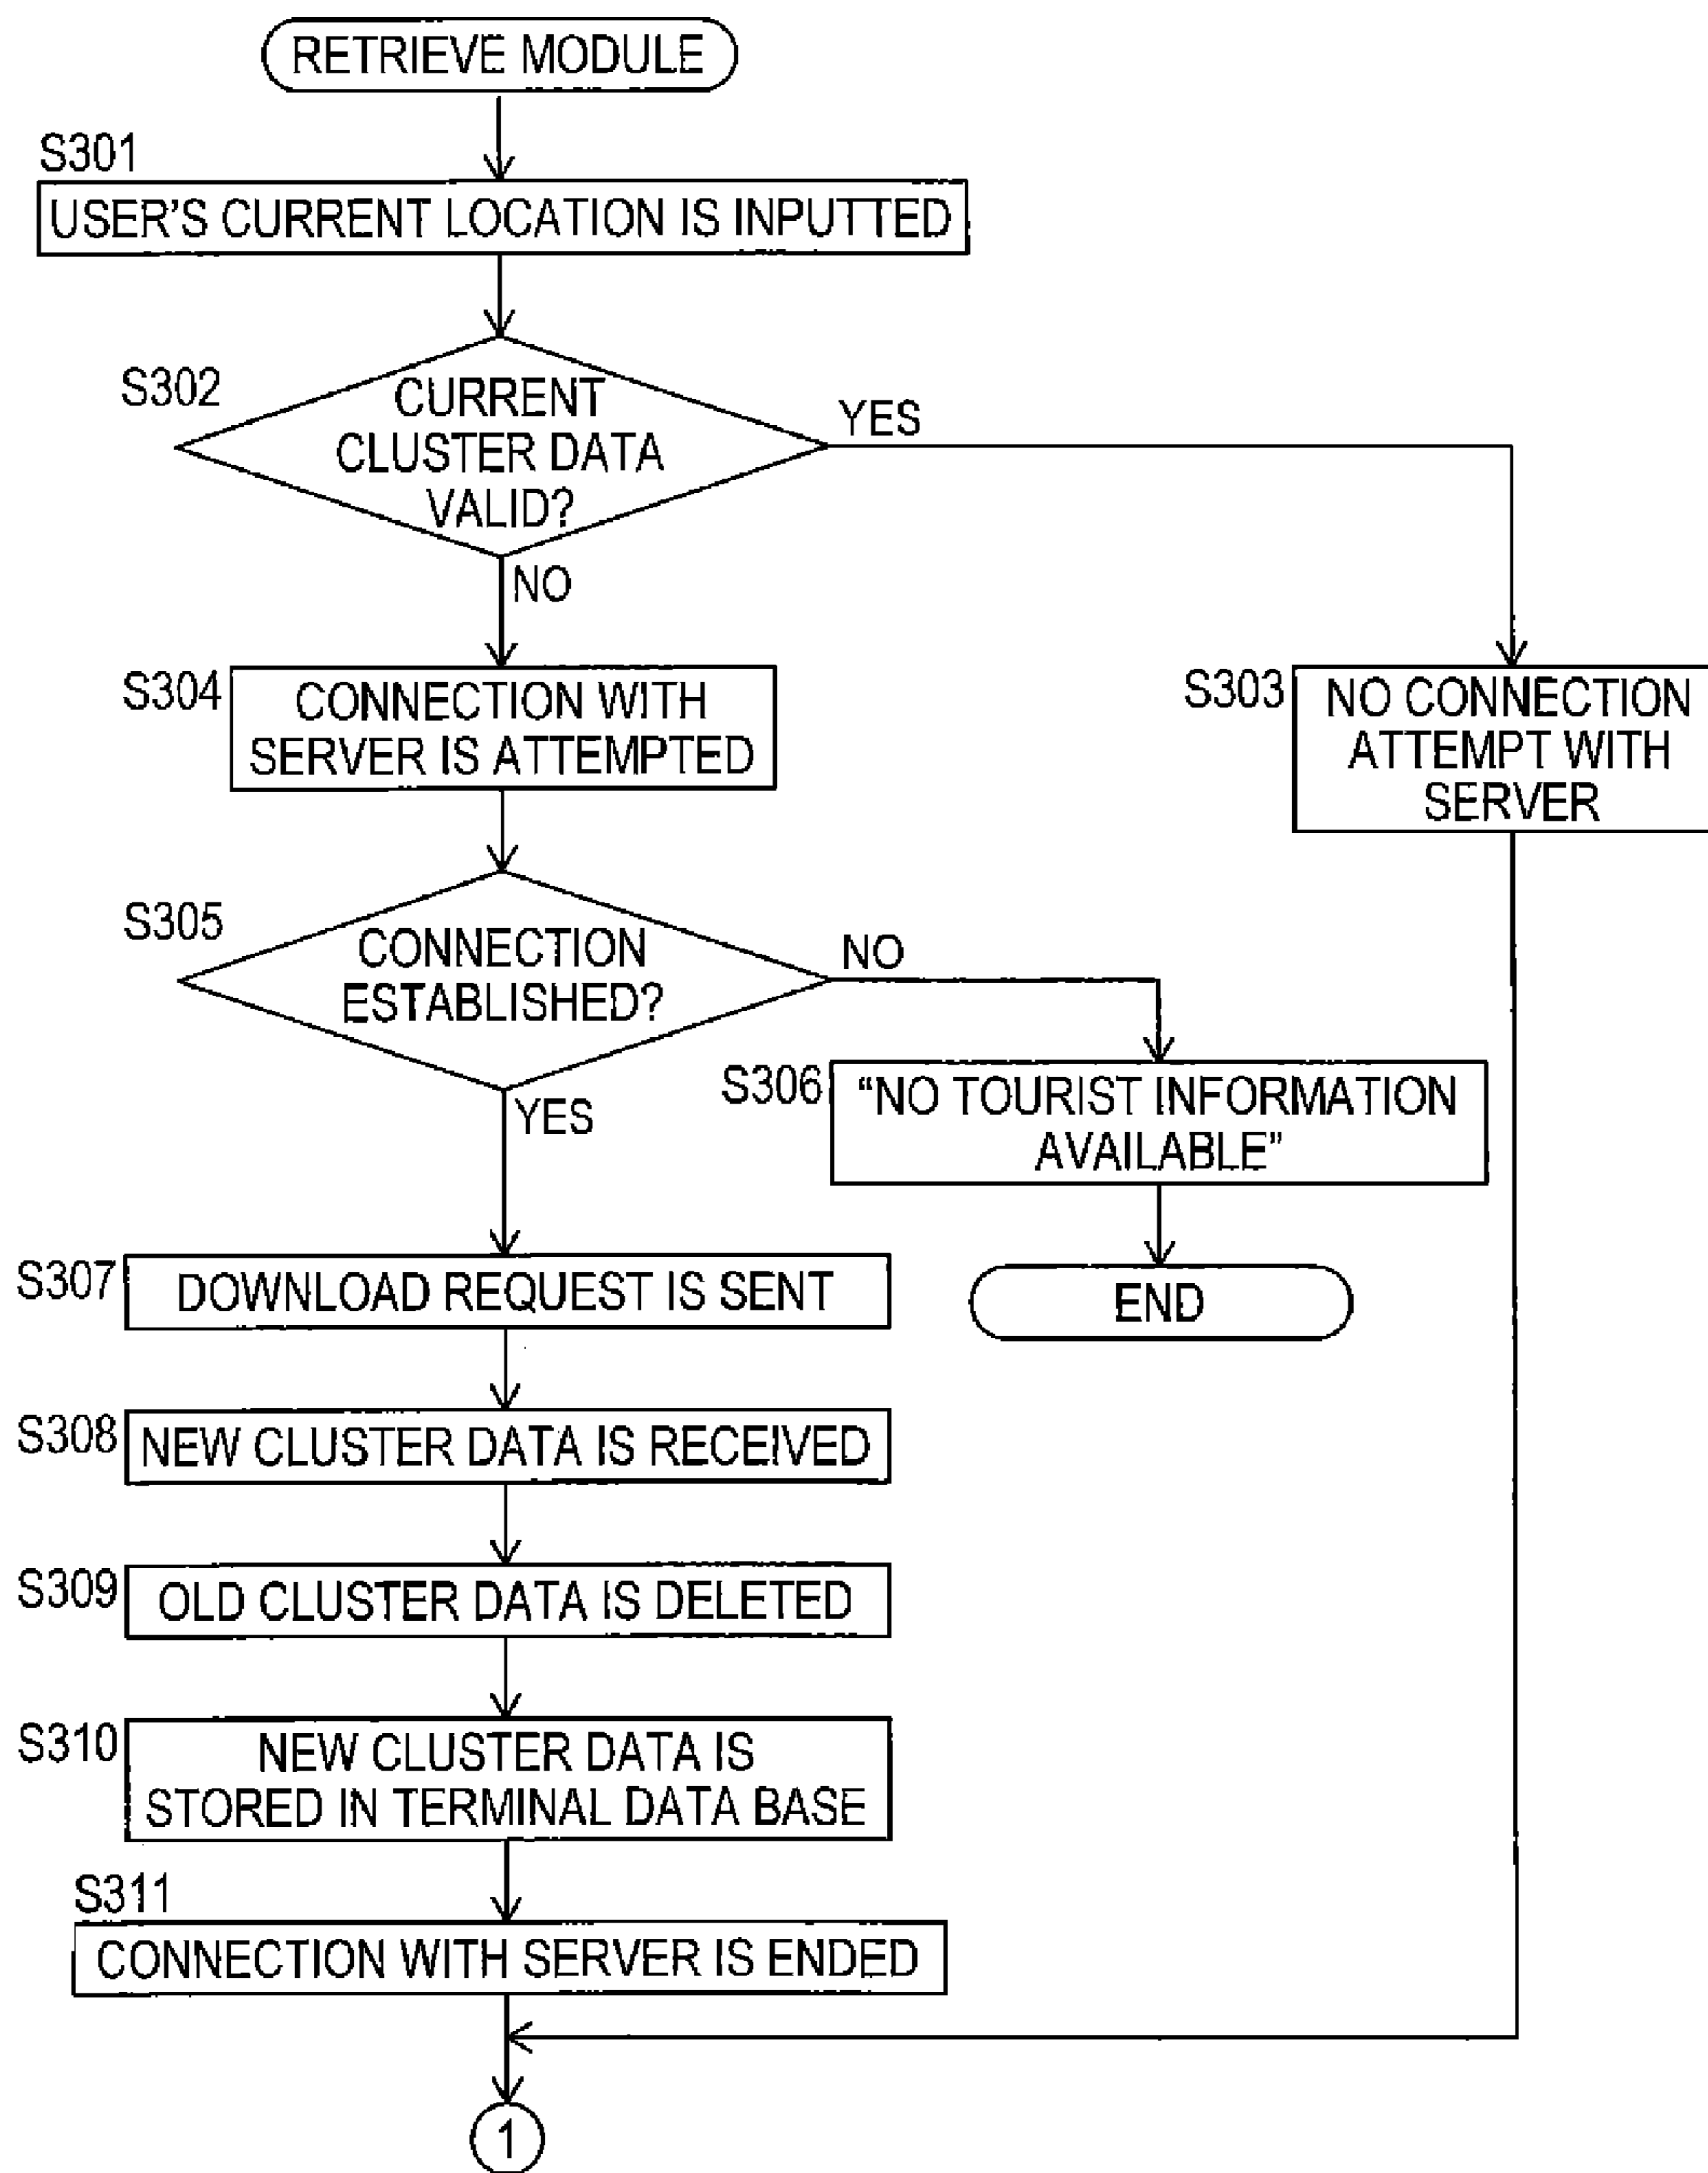 RETRIEVE MODULE
S301
USER'S CURRENT LOCATION IS INPUTTED
S302
CURRENT
CLUSTER DATA
VALID?
YES
NO
S304
CONNECTION WITH
SERVER IS ATTEMPTED
S303
NO CONNECTION
ATTEMPT WITH
SERVER
S305
CONNECTION
ESTABLISHED?
NO
YES
S306
“NO TOURIST INFORMATION
AVAILABLE”
END
S307
DOWNLOAD REQUEST IS SENT
S308
NEW CLUSTER DATA IS RECEIVED
S309
OLD CLUSTER DATA IS DELETED
S310
NEW CLUSTER DATA IS
STORED IN TERMINAL DATA BASE
S311
CONNECTION WITH SERVER IS ENDED
1